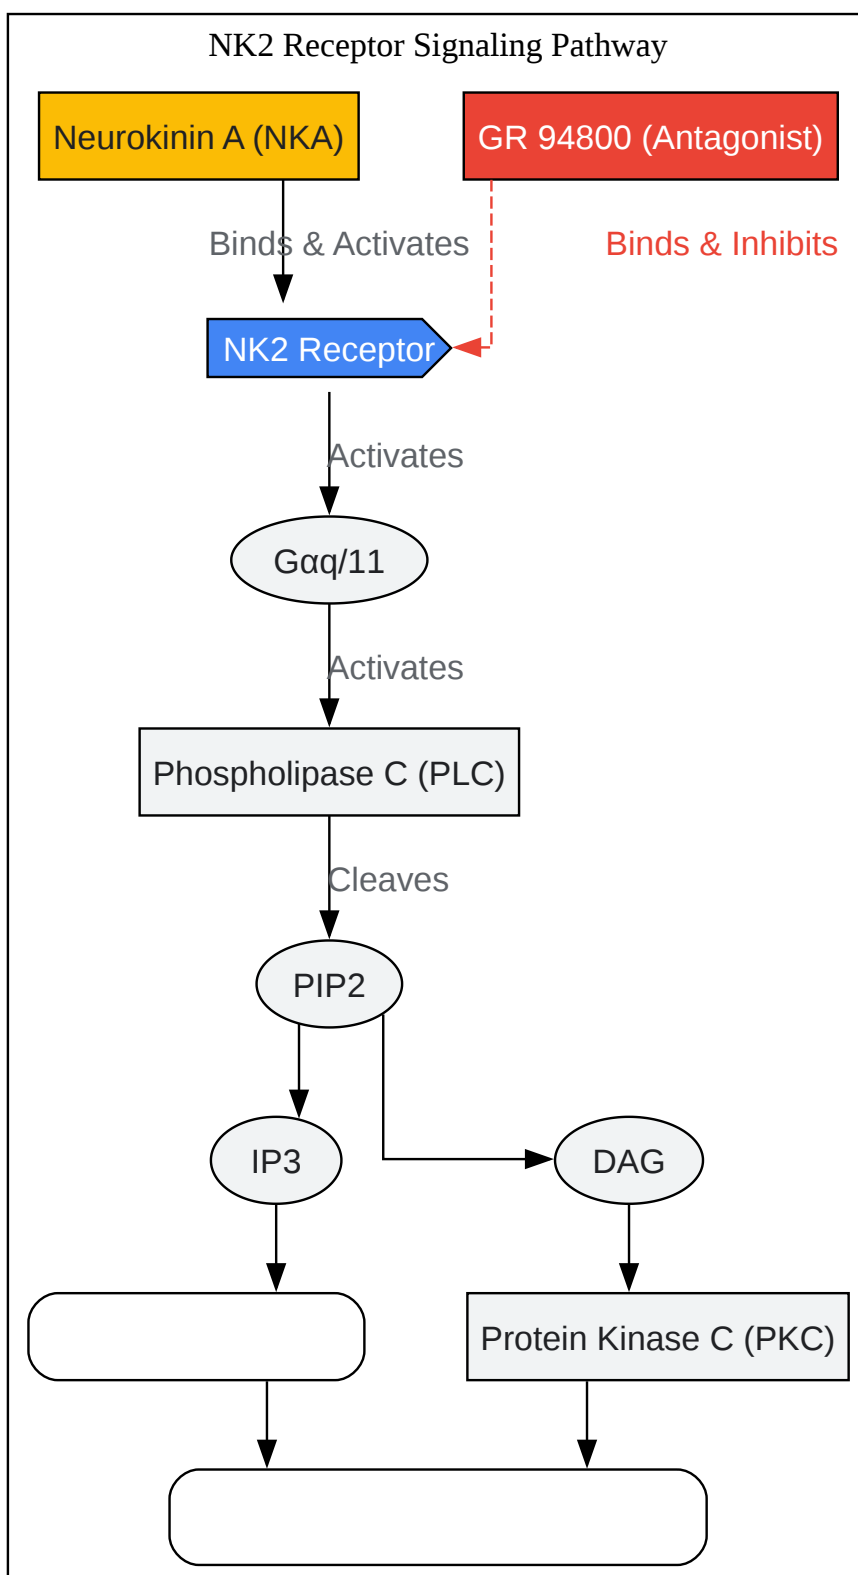 NK2 Receptor Signaling Pathway
Neurokinin A (NKA)
GR 94800 (Antagonist)
Binds & Activates
Binds & Inhibits
NK2 Receptor
Activates
Gαq/11
Activates
Phospholipase C (PLC)
Cleaves
PIP2
IP3
DAG
Protein Kinase C (PKC)